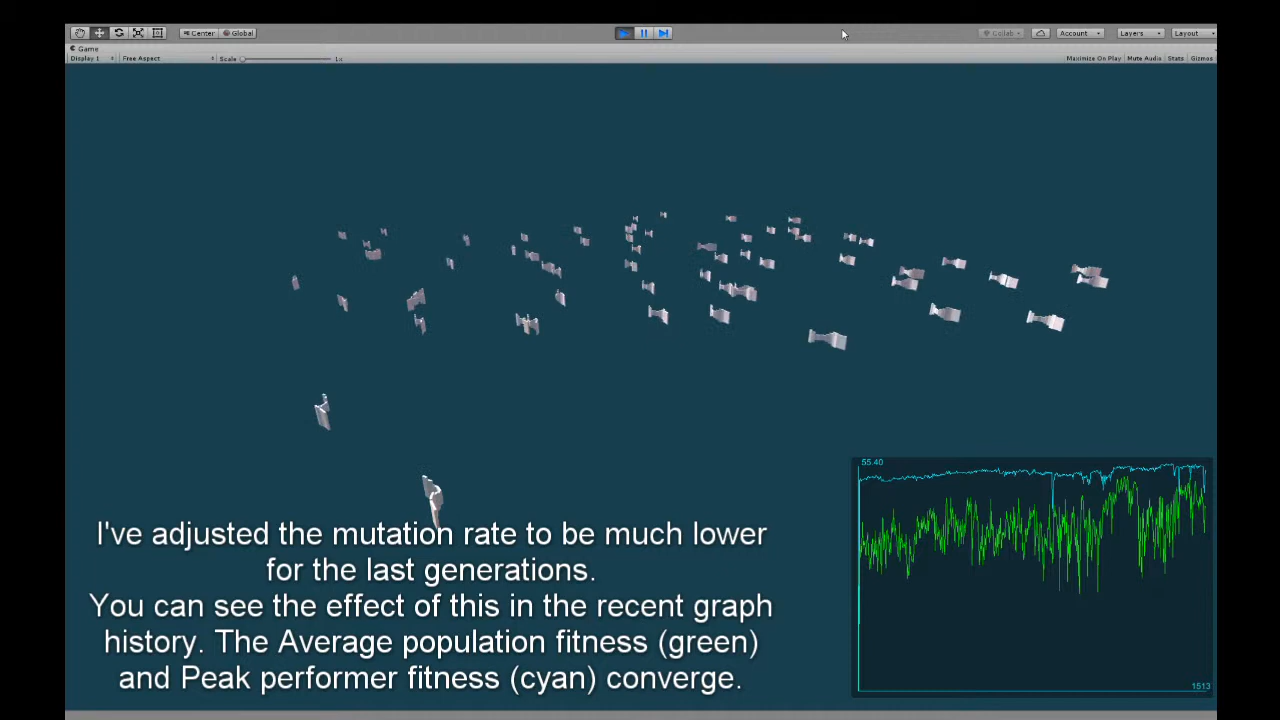 Center Global Collab Account Layers Layout
Game
Display 1 Free Aspect Scale 1x Maximize On Play Mute Audio Stats Gizmos
55.40
1513
I've adjusted the mutation rate to be much lower
for the last generations.
You can see the effect of this in the recent graph
history. The Average population fitness (green)
and Peak performer fitness (cyan) converge.